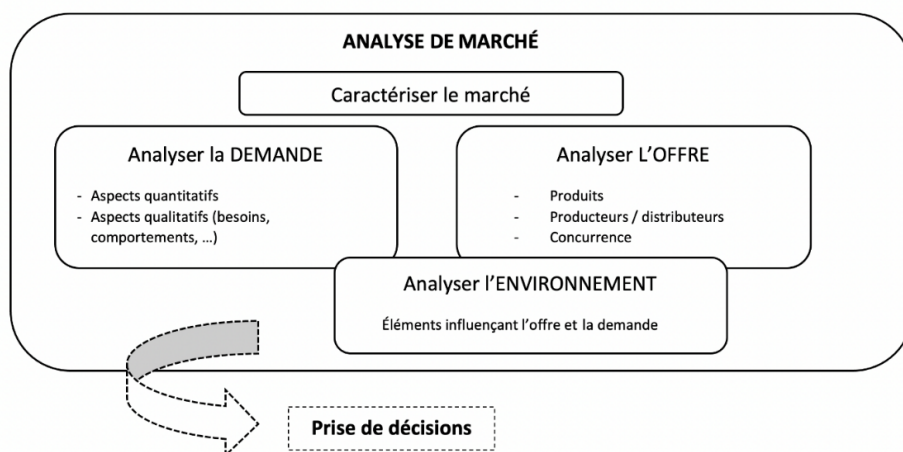 ANALYSE DE MARCHÉ
Caractériser le marché
Analyser la DEMANDE
- Aspects quantitatifs
- Aspects qualitatifs (besoins,
comportements, …)
Analyser L’OFFRE
- Produits
- Producteurs / distributeurs
- Concurrence
Analyser l’ENVIRONNEMENT
Éléments influençant l’offre et la demande
Prise de décisions